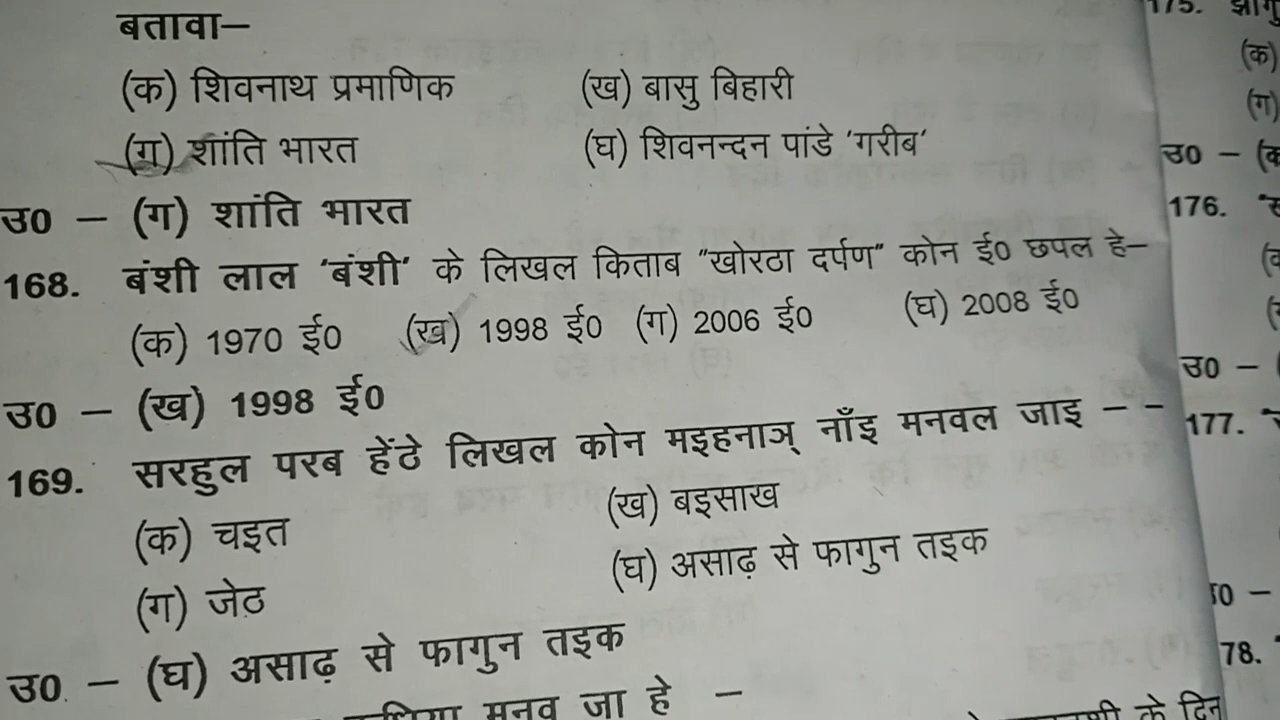 बतावा–
(क) शिवनाथ प्रमाणिक (ख) बासु बिहारी
(ग) शांति भारत (घ) शिवनन्दन पांडे 'गरीब'
उ0 – (ग) शांति भारत
168. बंशी लाल 'बंशी' के लिखल किताब "खोरठा दर्पण" कोन ई0 छपल हे–
(क) 1970 ई0 (ख) 1998 ई0 (ग) 2006 ई0 (घ) 2008 ई0
उ0 – (ख) 1998 ई0
169. सरहुल परब हेंठे लिखल कोन मइहनाञ् नाँइ मनवल जाइ – –
(क) चइत (ख) बइसाख
(ग) जेठ (घ) असाढ़ से फागुन तइक
उ0. – (घ) असाढ़ से फागुन तइक
मनव जा हे –
के दिन
175.
(क)
(ग)
उ0 – (क
176.
उ0 – (
177.
0 –
78.